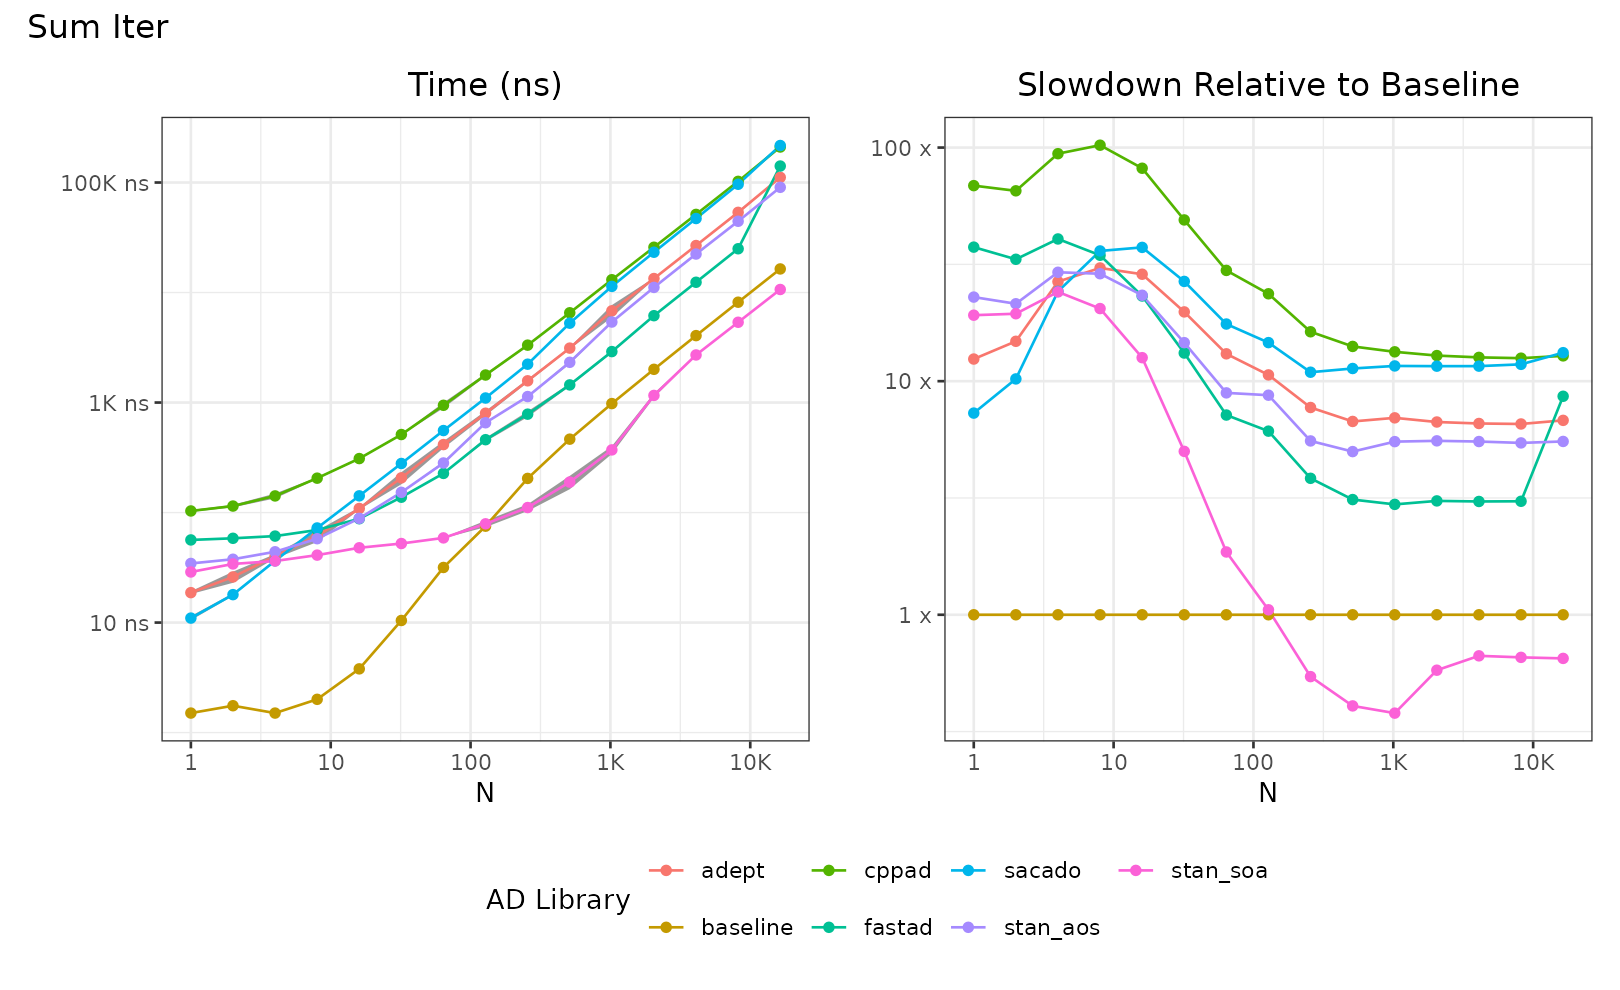 Sum Iter
Time (ns)
100K ns
1K ns
10 ns
1 10 100 1K 10K
N
Slowdown Relative to Baseline
100 x
10 x
1 x
1 10 100 1K 10K
N
AD Library
adept cppad sacado stan_soa
baseline fastad stan_aos